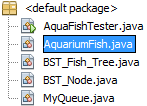 <default package>
AquaFishTester.java
AquariumFish.java
BST_Fish_Tree.java
BST_Node.java
MyQueue.java